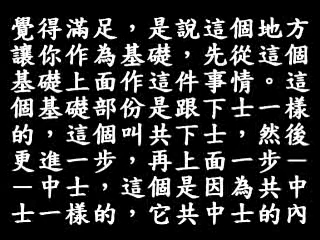 覺得滿足，是說這個地方
讓你作為基礎，先從這個
基礎上面作這件事情。這
個基礎部份是跟下士一樣
的，這個叫共下士，然後
更進一步，再上面一步－
－中士，這個是因為共中
士一樣的，它共中士的內